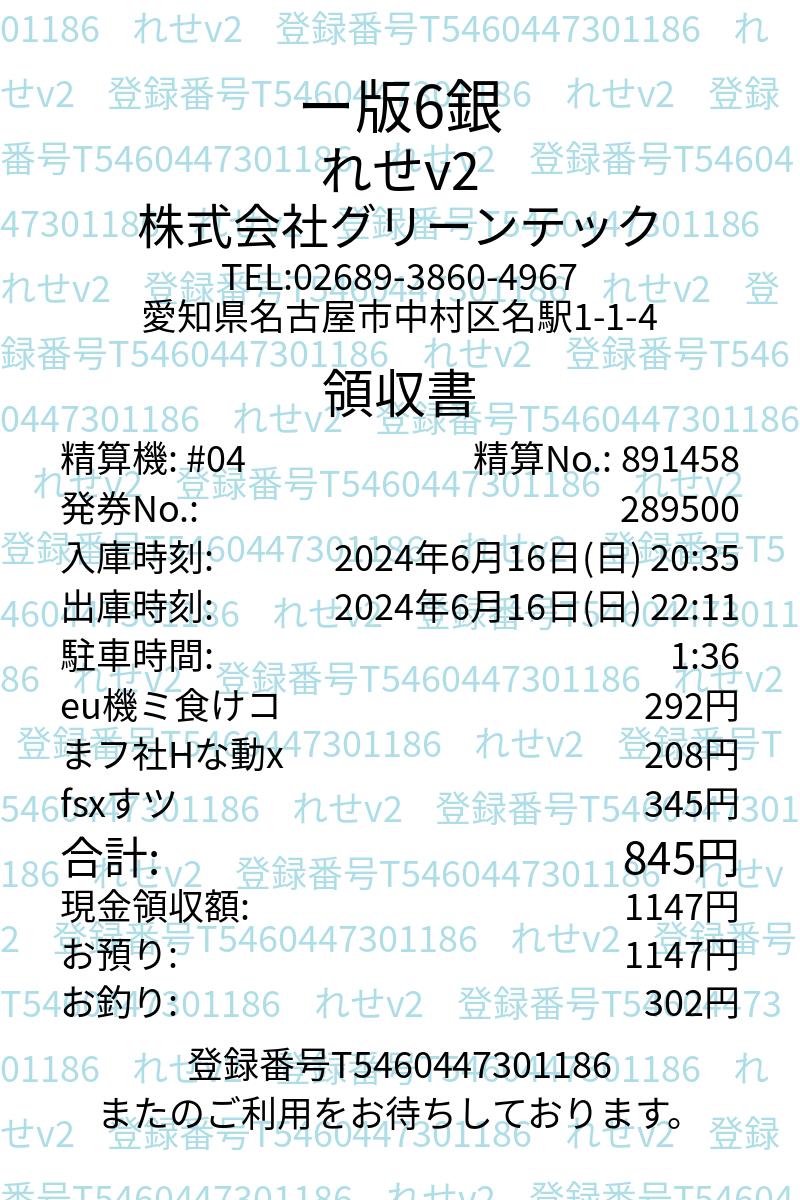 一版6銀
れせv2
株式会社グリーンテック
TEL:02689-3860-4967
愛知県名古屋市中村区名駅1-1-4
領収書
精算機: #04 精算No.: 891458
発券No.: 289500
入庫時刻: 2024年6月16日(日) 20:35
出庫時刻: 2024年6月16日(日) 22:11
駐車時間: 1:36
eu機ミ食けコ 292円
まフ社Hな動x 208円
fsxすツ 345円
合計: 845円
現金領収額: 1147円
お預り: 1147円
お釣り: 302円
登録番号T5460447301186
またのご利用をお待ちしております。